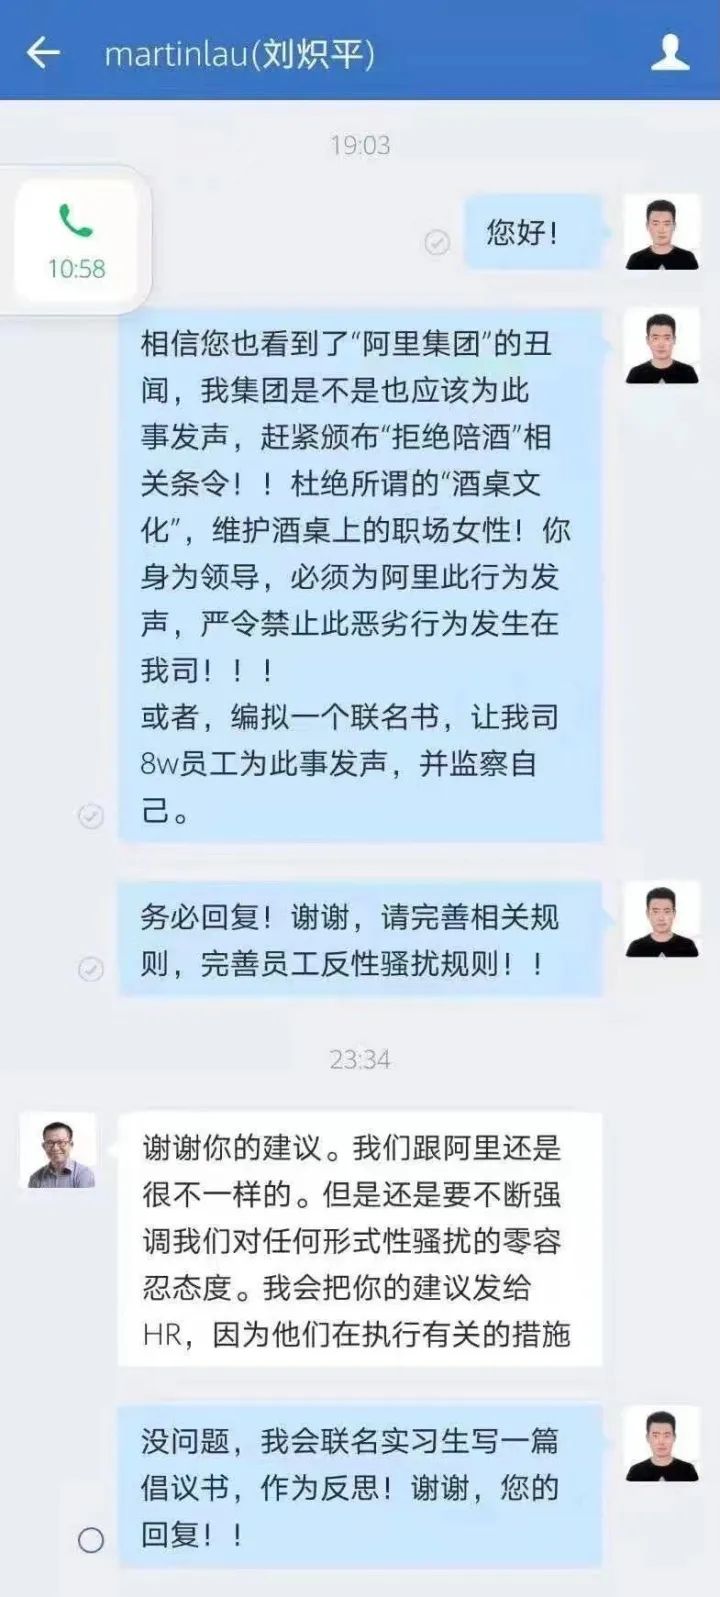 martinlau(刘炽平)
19:03
10:58
您好！
相信您也看到了“阿里集团”的丑
闻，我集团是不是也应该为此
事发声，赶紧颁布“拒绝陪酒”相
关条令！！杜绝所谓的“酒桌文
化”，维护酒桌上的职场女性！你
身为领导，必须为阿里此行为发
声，严令禁止此恶劣行为发生在
我司！！！
或者，编拟一个联名书，让我司
8w员工为此事发声，并监察自
己。
务必回复！谢谢，请完善相关规
则，完善员工反性骚扰规则！！
23:34
谢谢你的建议。我们跟阿里还是
很不一样的。但是还是要不断强
调我们对任何形式性骚扰的零容
忍态度。我会把你的建议发给
HR，因为他们在执行有关的措施
没问题，我会联名实习生写一篇
倡议书，作为反思！谢谢，您的
回复！！